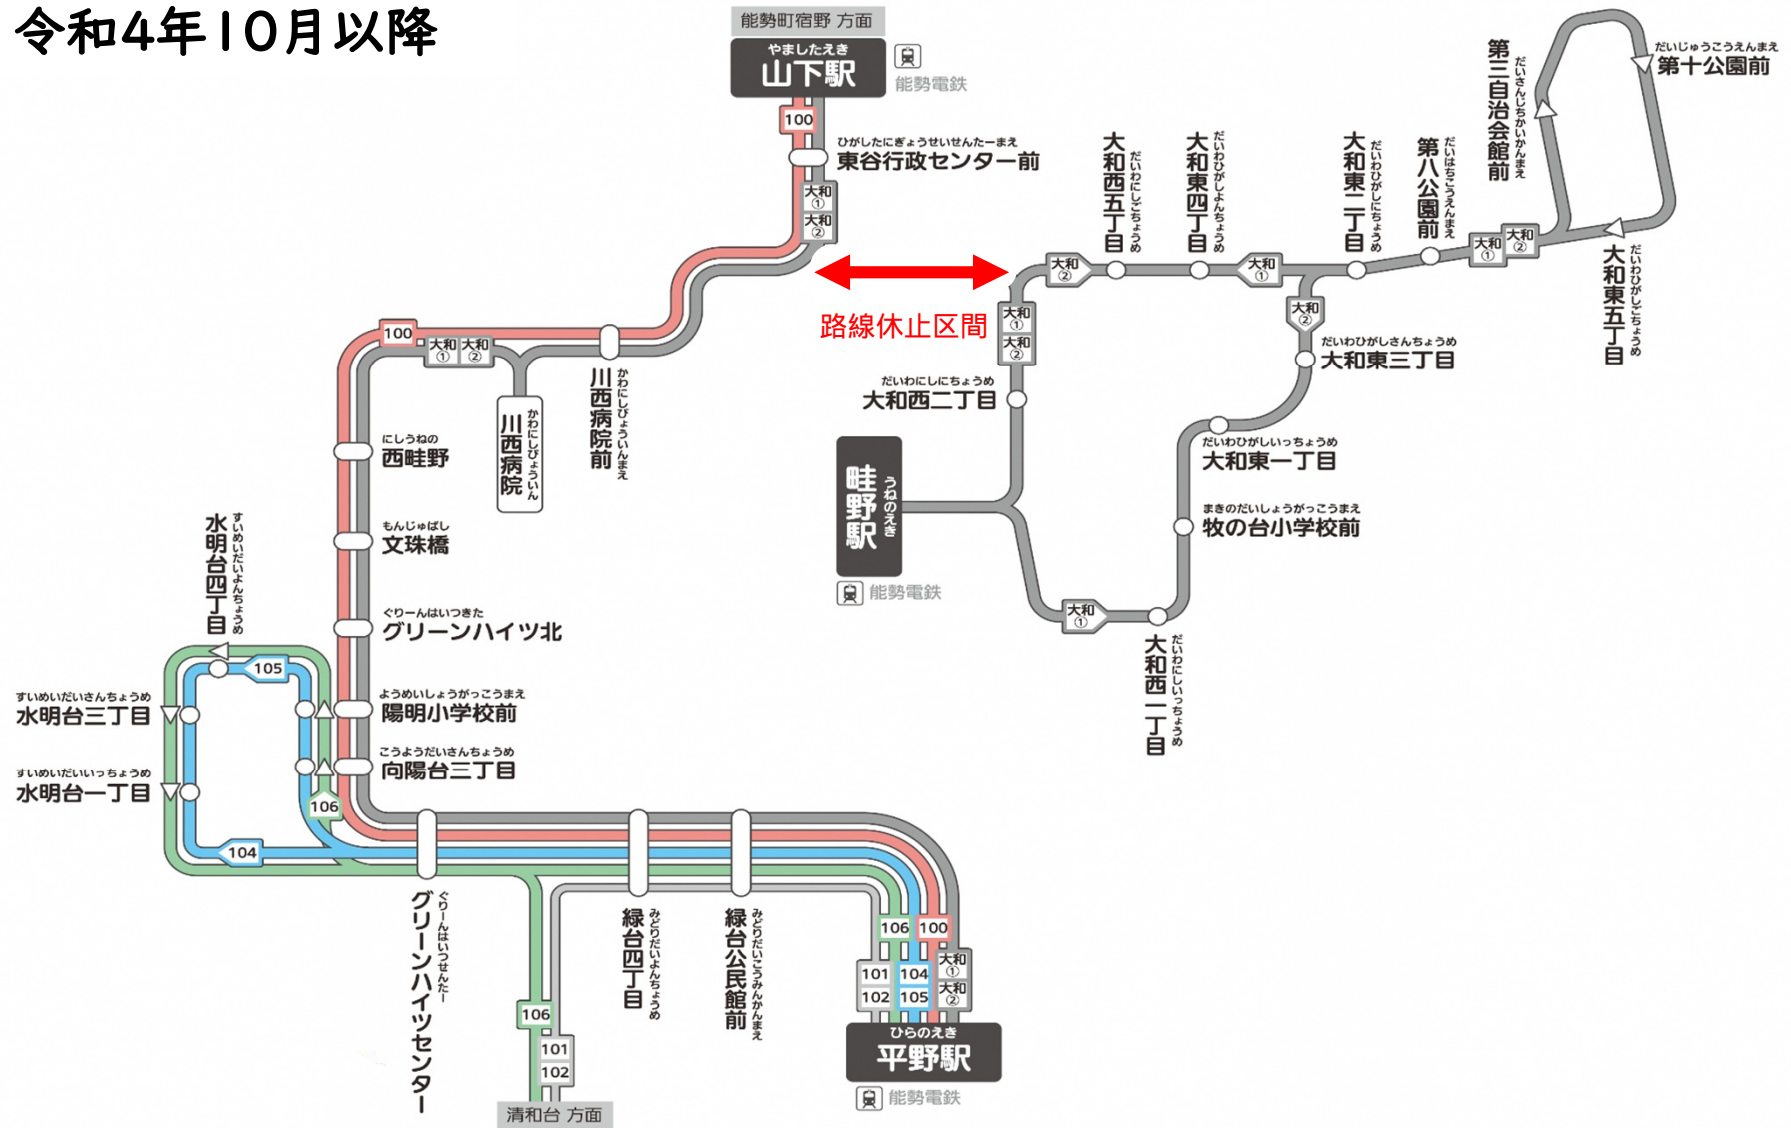 令和4年10月以降
能勢町宿野 方面
やましたえき
山下駅
能勢電鉄
100
ひがしたにぎょうせいせんたーまえ
東谷行政センター前
大和①
大和②
路線休止区間
100
大和①
大和②
かわにしびょういんまえ
川西病院前
かわにしびょういん
川西病院
にしうねの
西畦野
もんじゅばし
文珠橋
ぐりーんはいつきた
グリーンハイツ北
ようめいしょうがっこうまえ
陽明小学校前
こうようだいさんちょうめ
向陽台三丁目
すいめいだいよんちょうめ
水明台四丁目
105
すいめいだいさんちょうめ
水明台三丁目
すいめいだいいっちょうめ
水明台一丁目
106
104
ぐりーんはいつせんたー
グリーンハイツセンター
みどりだいよんちょうめ
緑台四丁目
みどりだいこうみんかんまえ
緑台公民館前
106
101
102
清和台 方面
106
100
101
102
104
105
大和①
大和②
ひらのえき
平野駅
能勢電鉄
だいじゅうこうえんまえ
第十公園前
だいさんじちかいかんまえ
第三自治会館前
だいわひがしごちょうめ
大和東五丁目
大和①
大和②
だいはちこうえんまえ
第八公園前
だいわひがしにちょうめ
大和東二丁目
大和①
だいわひがしよんちょうめ
大和東四丁目
だいわにしごちょうめ
大和西五丁目
大和②
大和①
大和②
だいわにしにちょうめ
大和西二丁目
うねのえき
畦野駅
能勢電鉄
大和②
だいわひがしさんちょうめ
大和東三丁目
だいわひがしいっちょうめ
大和東一丁目
まきのだいしょうがっこうまえ
牧の台小学校前
大和①
だいわにしいっちょうめ
大和西一丁目